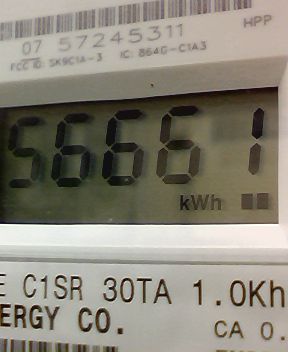 07 57245311
HPP
FCC ID: SK9C1A-3 IC: 864G-C1A3
56661
kWh
E C1SR 30TA 1.0Kh
ERGY CO.
CA 0.